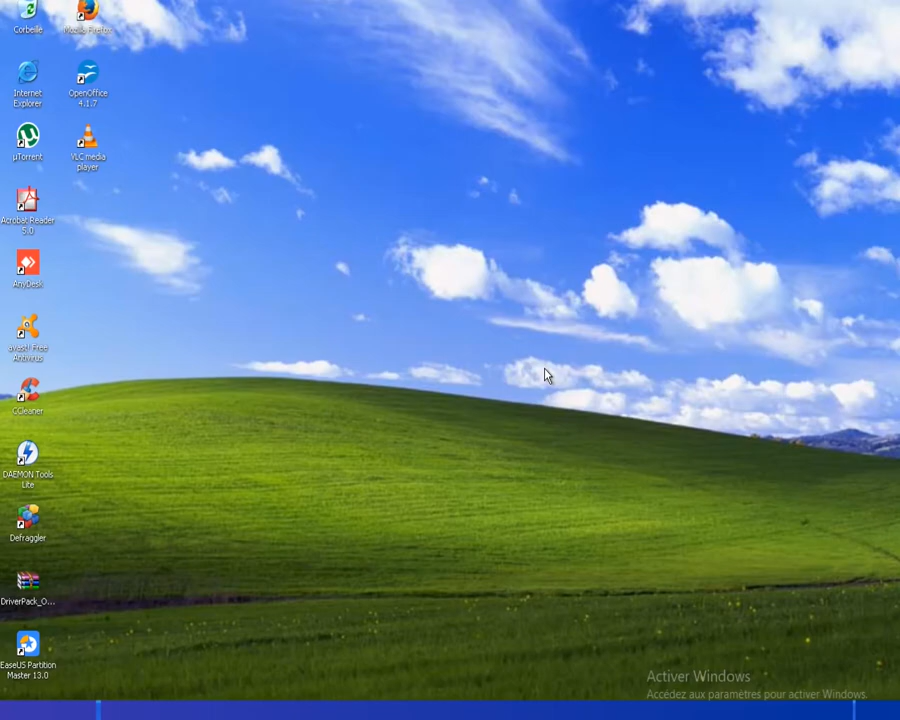 Corbeille
Mozilla Firefox
Internet
Explorer
OpenOffice
4.1.7
µTorrent
VLC media
player
Acrobat Reader
5.0
AnyDesk
avast! Free
Antivirus
CCleaner
DAEMON Tools
Lite
Defraggler
DriverPack_O...
EaseUS Partition
Master 13.0
Activer Windows
Accédez aux paramètres pour activer Windows.